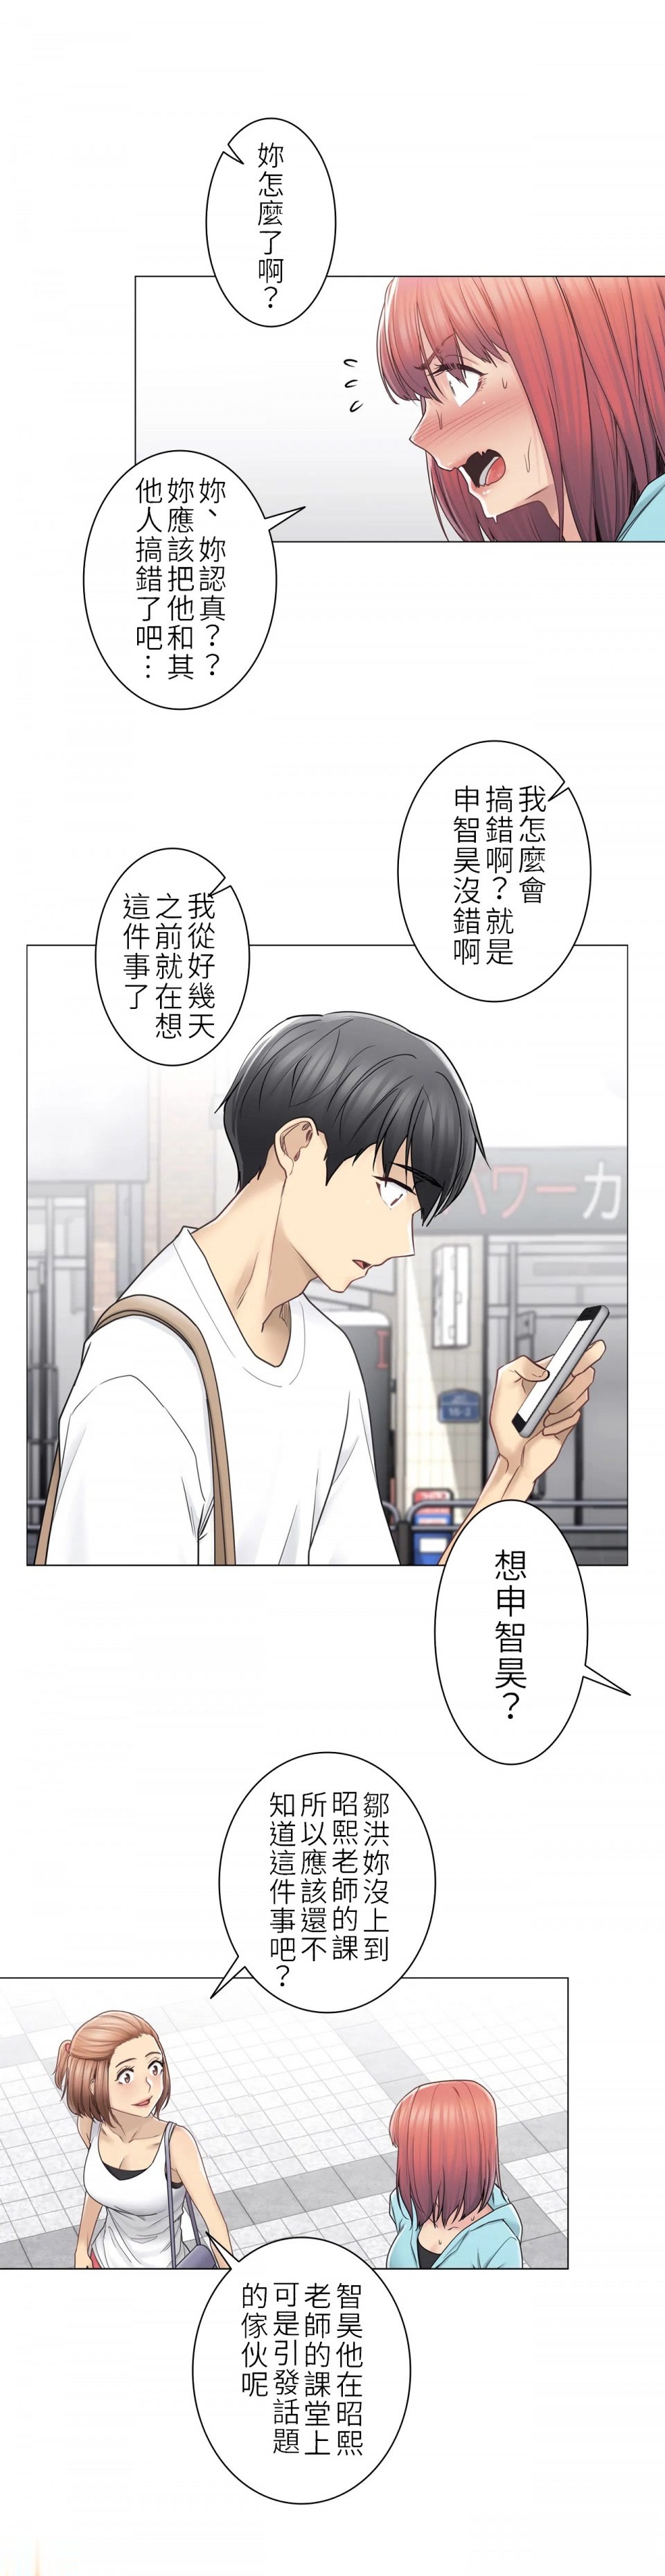 妳怎麼了啊？
妳、妳認真？？
妳應該把他和其
他人搞錯了吧⋯
我怎麼會
搞錯啊？就是
申智昊沒錯啊
我從好幾天
之前就在想
這件事了
ハワーカ
16-2
想申智昊？
鄒洪妳沒上到
昭熙老師的課
所以應該還不
知道這件事吧？
智昊他在昭熙
老師的課堂上
可是引發話題
的傢伙呢